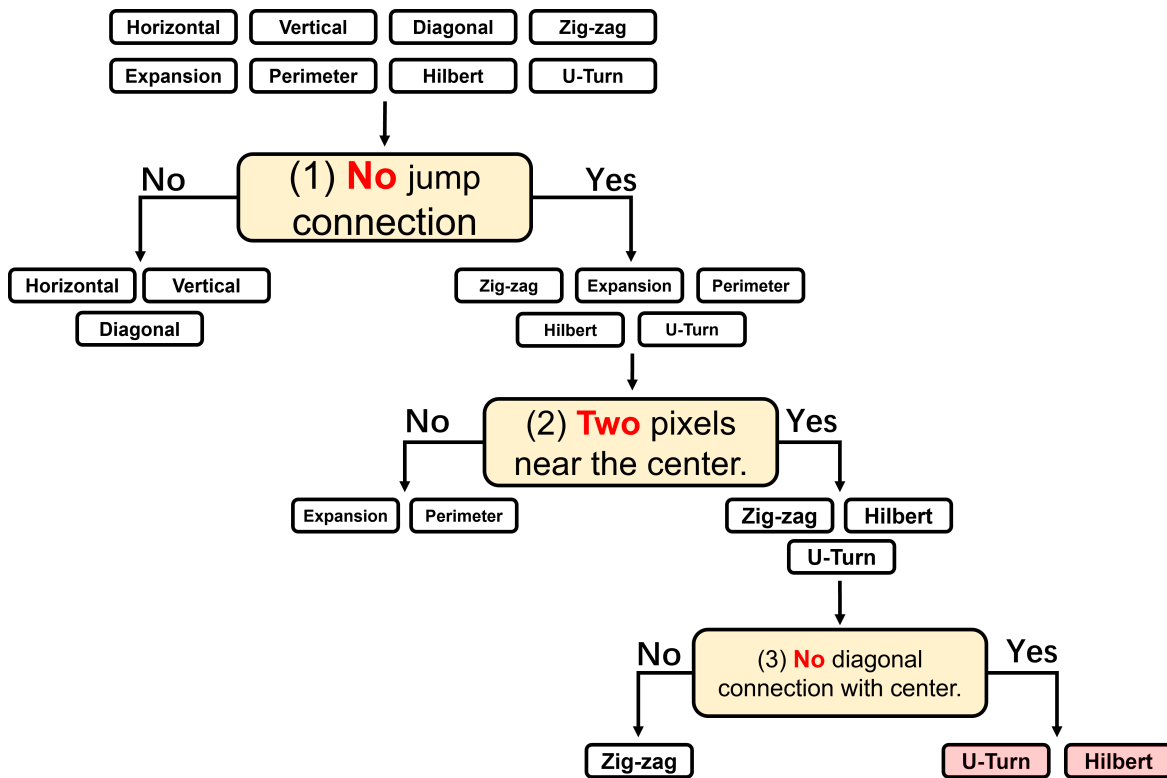 Horizontal Vertical Diagonal Zig-zag
Expansion Perimeter Hilbert U-Turn
No
(1) No jump
connection
Yes
Horizontal Vertical
Diagonal
Zig-zag Expansion Perimeter
Hilbert U-Turn
No
(2) Two pixels
near the center.
Yes
Expansion Perimeter
Zig-zag Hilbert
U-Turn
No
(3) No diagonal
connection with center.
Yes
Zig-zag
U-Turn Hilbert